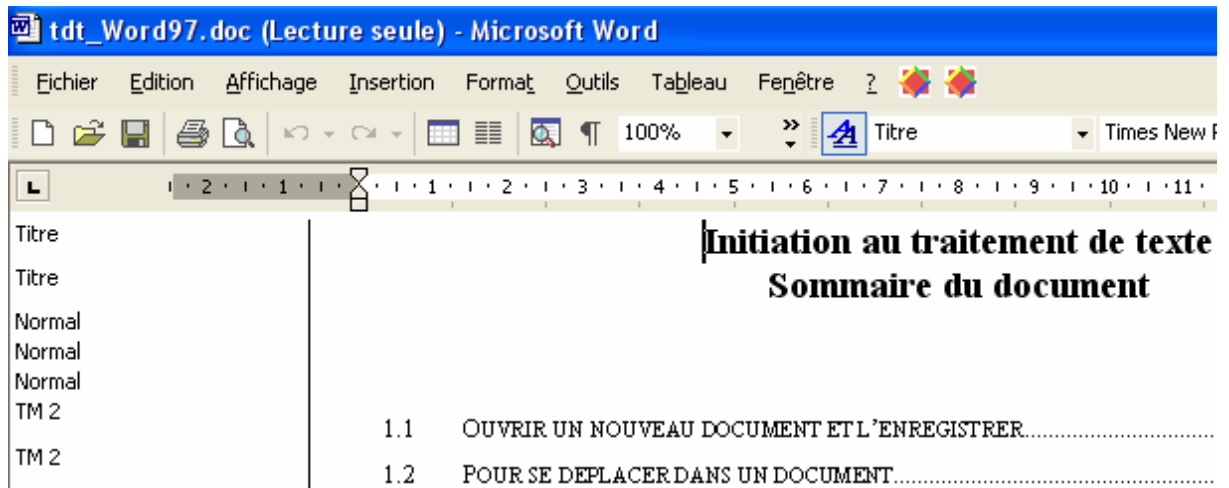 tdt_Word97.doc (Lecture seule) - Microsoft Word
Fichier Edition Affichage Insertion Format Outils Tableau Fenêtre ?
100% Titre Times New
L 2 1 1 2 3 4 5 6 7 8 9 10 11
Titre Initiation au traitement de texte
Titre Sommaire du document
Normal
Normal
Normal
TM 2
1.1 OUVRIR UN NOUVEAU DOCUMENT ET L'ENREGISTRER
TM 2
1.2 POUR SE DEPLACER DANS UN DOCUMENT